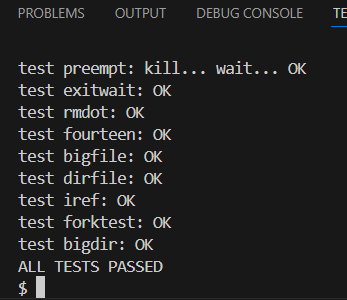 PROBLEMS OUTPUT DEBUG CONSOLE TE
test preempt: kill... wait... OK
test exitwait: OK
test rmdot: OK
test fourteen: OK
test bigfile: OK
test dirfile: OK
test iref: OK
test forktest: OK
test bigdir: OK
ALL TESTS PASSED
$